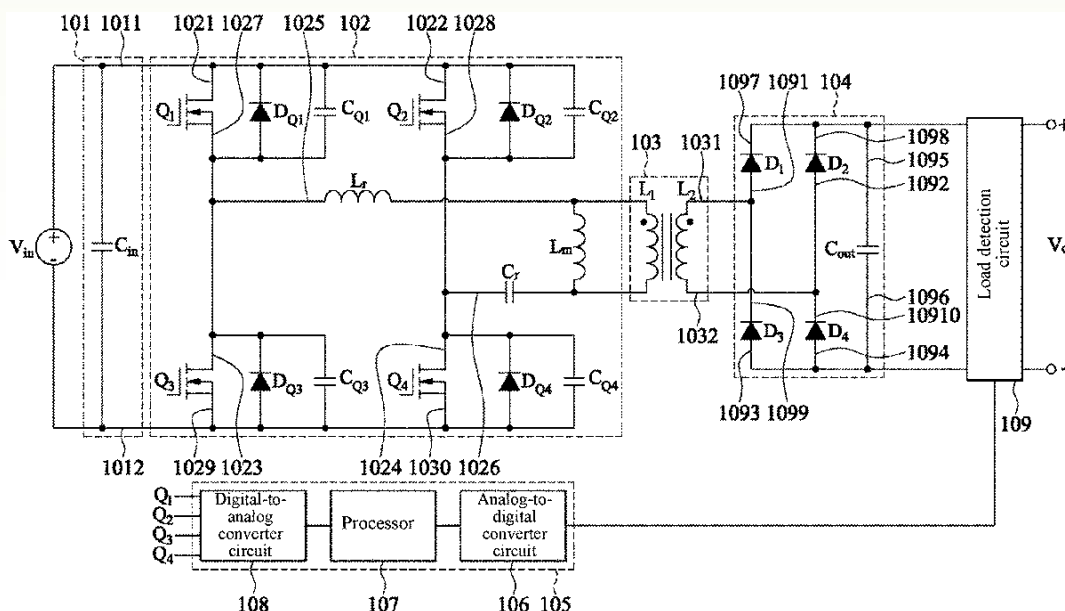 101 1011 1021 1027 1025 102 1022 1028
Q1 DQ1 CQ1 Q2 DQ2 CQ2
1097 1091 104
1098
1095
1092
103 1031
D1 D2
Lr
L1 L2
Vin
+
-
Cin
Lm
Cr
Cout
Load detection
circuit
+
-
1032
1096
10910
1094
D3 D4
Q3 DQ3 CQ3 Q4 DQ4 CQ4
1093 1099
109
1012 1029 1023 1024 1030 1026
Q1
Q2
Q3
Q4
Digital-to-
analog
converter
circuit
Processor
Analog-to-
digital
converter
circuit
108 107 106 105